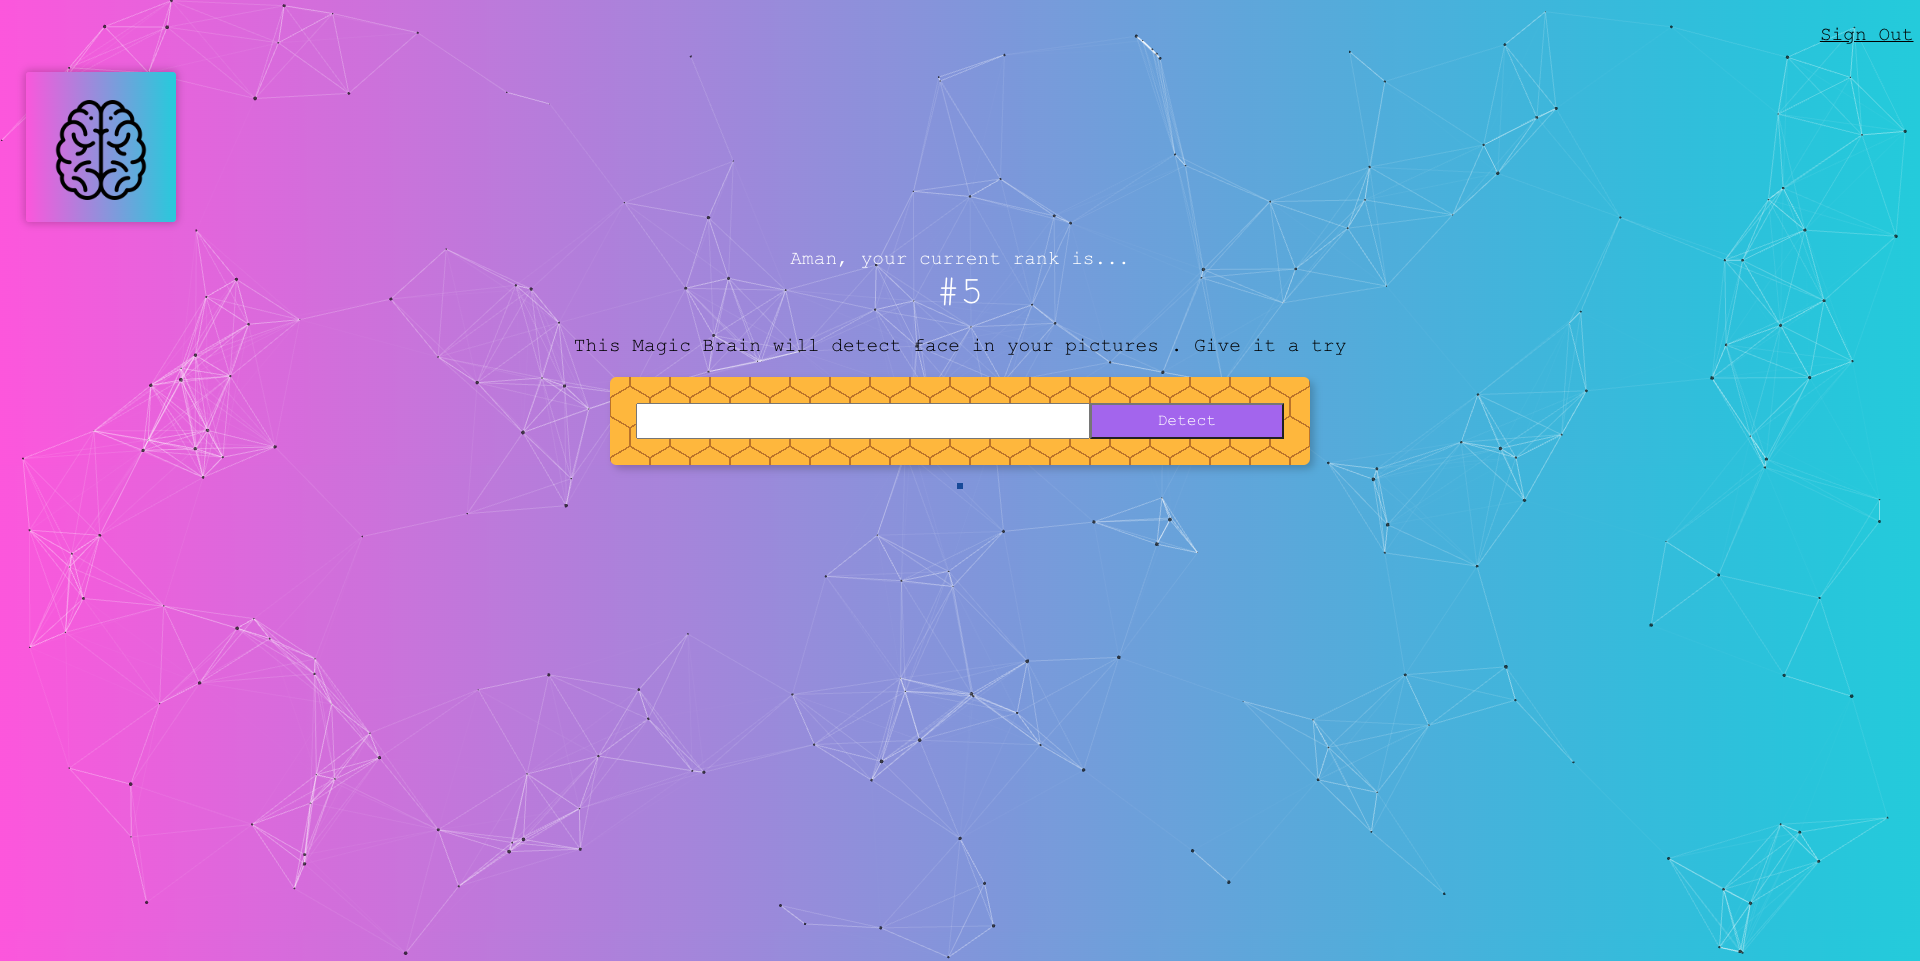 Sign Out
Aman, your current rank is...
#5
This Magic Brain will detect face in your pictures . Give it a try
Detect